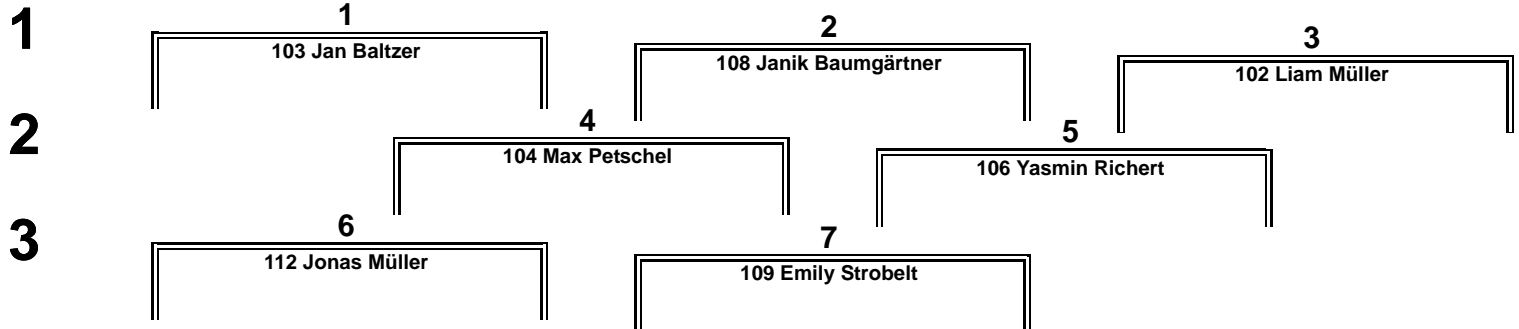 1
1
103 Jan Baltzer
2
108 Janik Baumgärtner
3
102 Liam Müller
2
4
104 Max Petschel
5
106 Yasmin Richert
3
6
112 Jonas Müller
7
109 Emily Strobelt